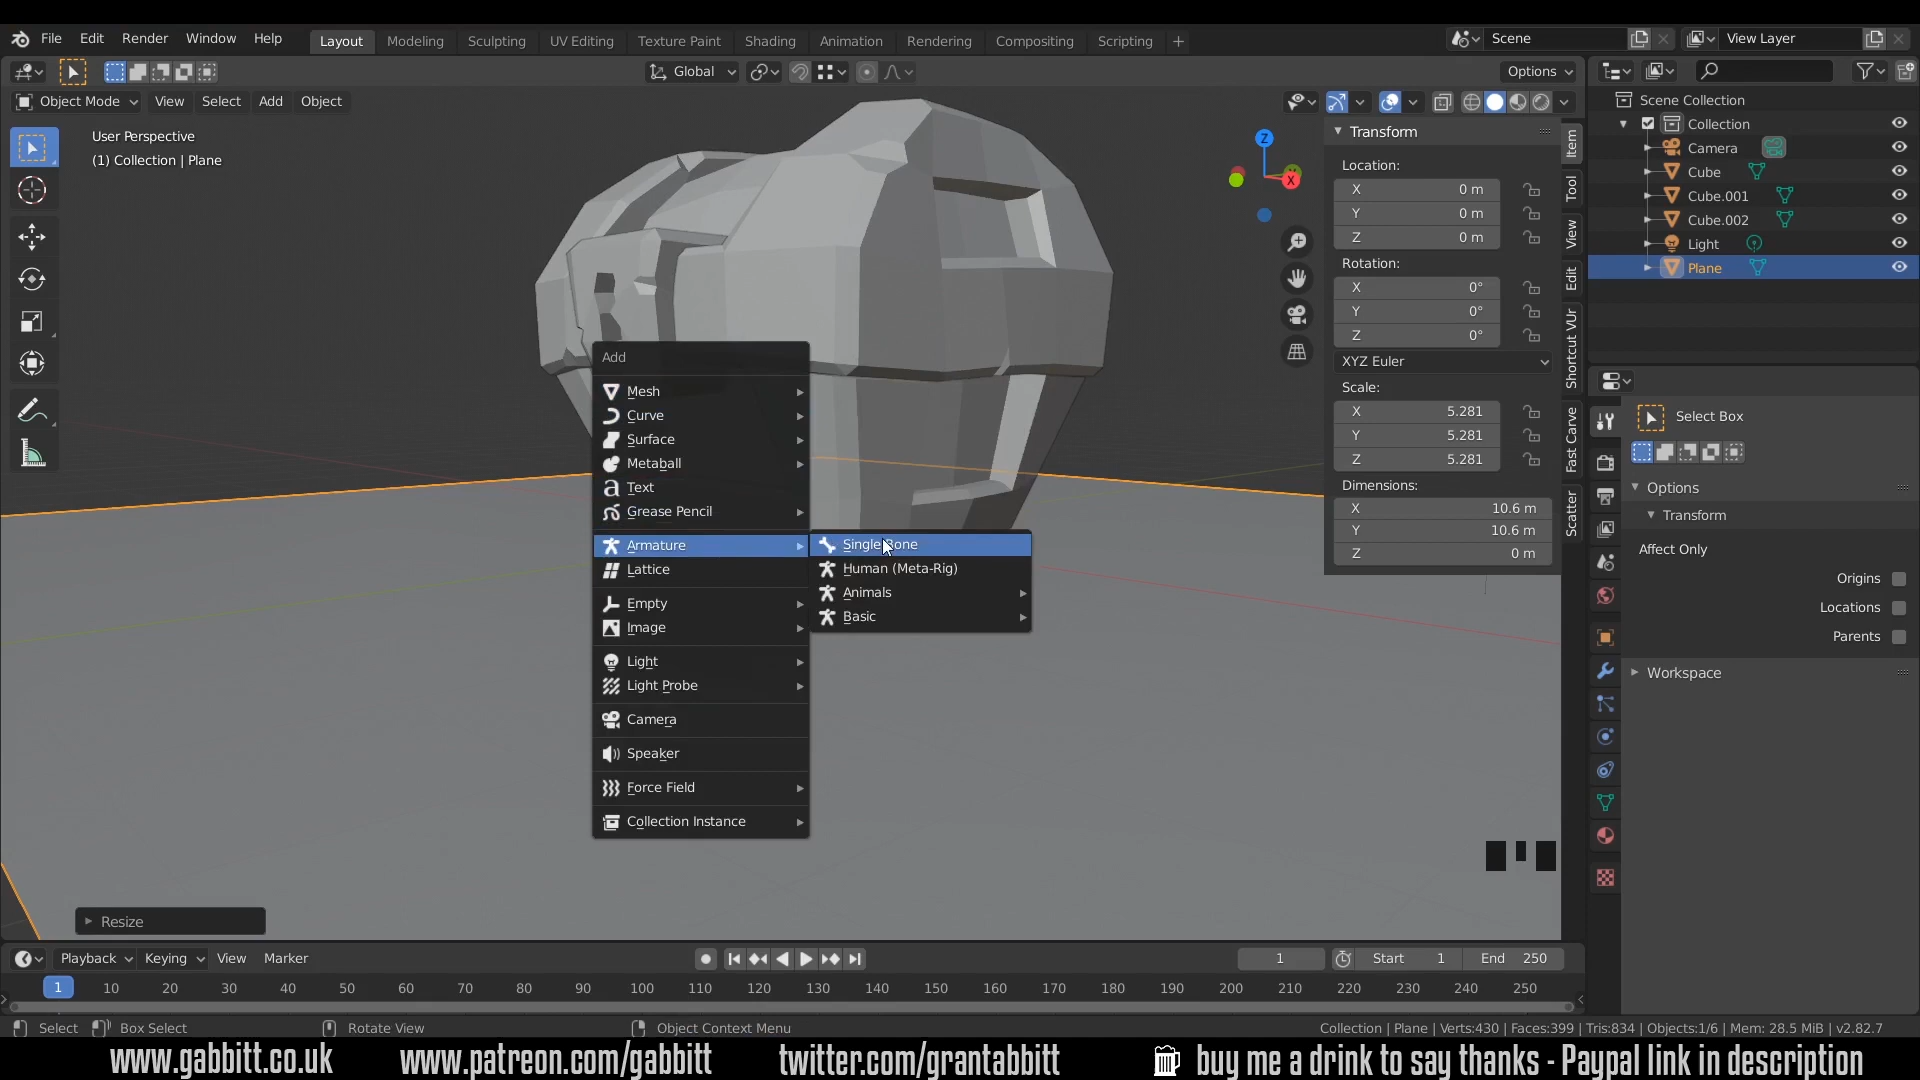 File Edit Render Window Help Layout Modeling Sculpting UV Editing Texture Paint Shading Animation Rendering Compositing Scripting + Scene View Layer
Global Options
Object Mode View Select Add Object
User Perspective
(1) Collection | Plane
Z
X
Transform
Location:
X 0 m
Y 0 m
Z 0 m
Rotation:
X 0°
Y 0°
Z 0°
XYZ Euler
Scale:
X 5.281
Y 5.281
Z 5.281
Dimensions:
X 10.6 m
Y 10.6 m
Z 0 m
Item
Tool
View
Edit
Shortcut VUr
Fast Carve
Scatter
Scene Collection
Collection
Camera
Cube
Cube.001
Cube.002
Light
Plane
Select Box
Options
Transform
Affect Only
Origins
Locations
Parents
Workspace
Add
Mesh
Curve
Surface
Metaball
Text
Grease Pencil
Armature
Lattice
Empty
Image
Light
Light Probe
Camera
Speaker
Force Field
Collection Instance
Single Bone
Human (Meta-Rig)
Animals
Basic
Resize
Playback Keying View Marker 1 Start 1 End 250
1 10 20 30 40 50 60 70 80 90 100 110 120 130 140 150 160 170 180 190 200 210 220 230 240 250
Select Box Select Rotate View Object Context Menu Collection | Plane | Verts:430 | Faces:399 | Tris:834 | Objects:1/6 | Mem: 28.5 MiB | v2.82.7
www.gabbitt.co.uk www.patreon.com/gabbitt twitter.com/grantabbitt buy me a drink to say thanks - Paypal link in description